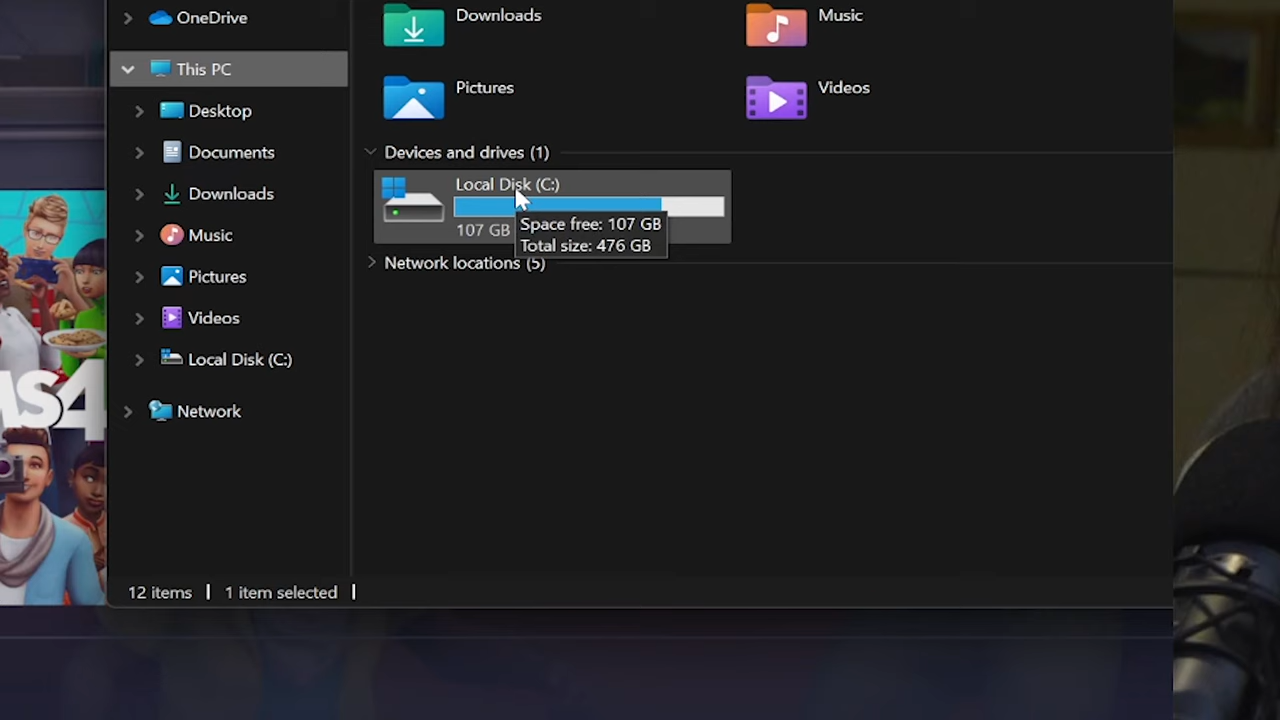 OneDrive
This PC
Desktop
Documents
Downloads
Music
Pictures
Videos
Local Disk (C:)
Network
Downloads
Music
Pictures
Videos
Devices and drives (1)
Local Disk (C:)
107 GB
Space free: 107 GB
Total size: 476 GB
Network locations (5)
12 items
1 item selected
MS4